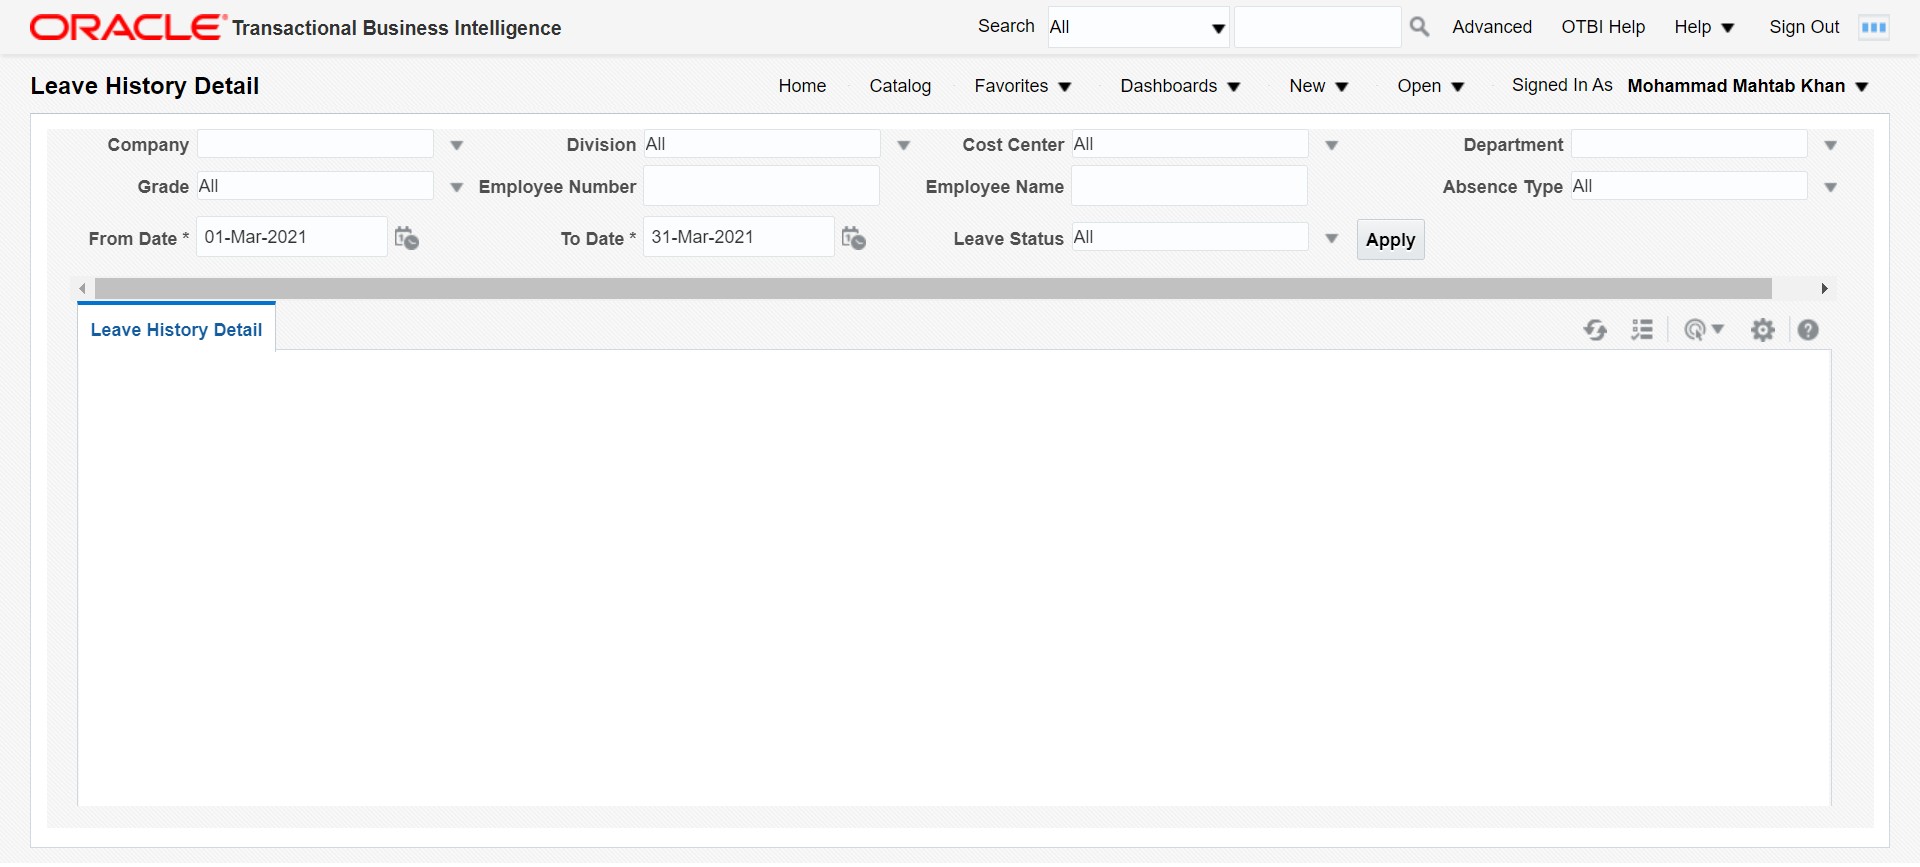 ORACLE® Transactional Business Intelligence Search All Advanced OTBI Help Help Sign Out
Leave History Detail Home Catalog Favorites Dashboards New Open Signed In As Mohammad Mahtab Khan
Company Division All Cost Center All Department
Grade All Employee Number Employee Name Absence Type All
From Date * 01-Mar-2021 To Date * 31-Mar-2021 Leave Status All Apply
Leave History Detail